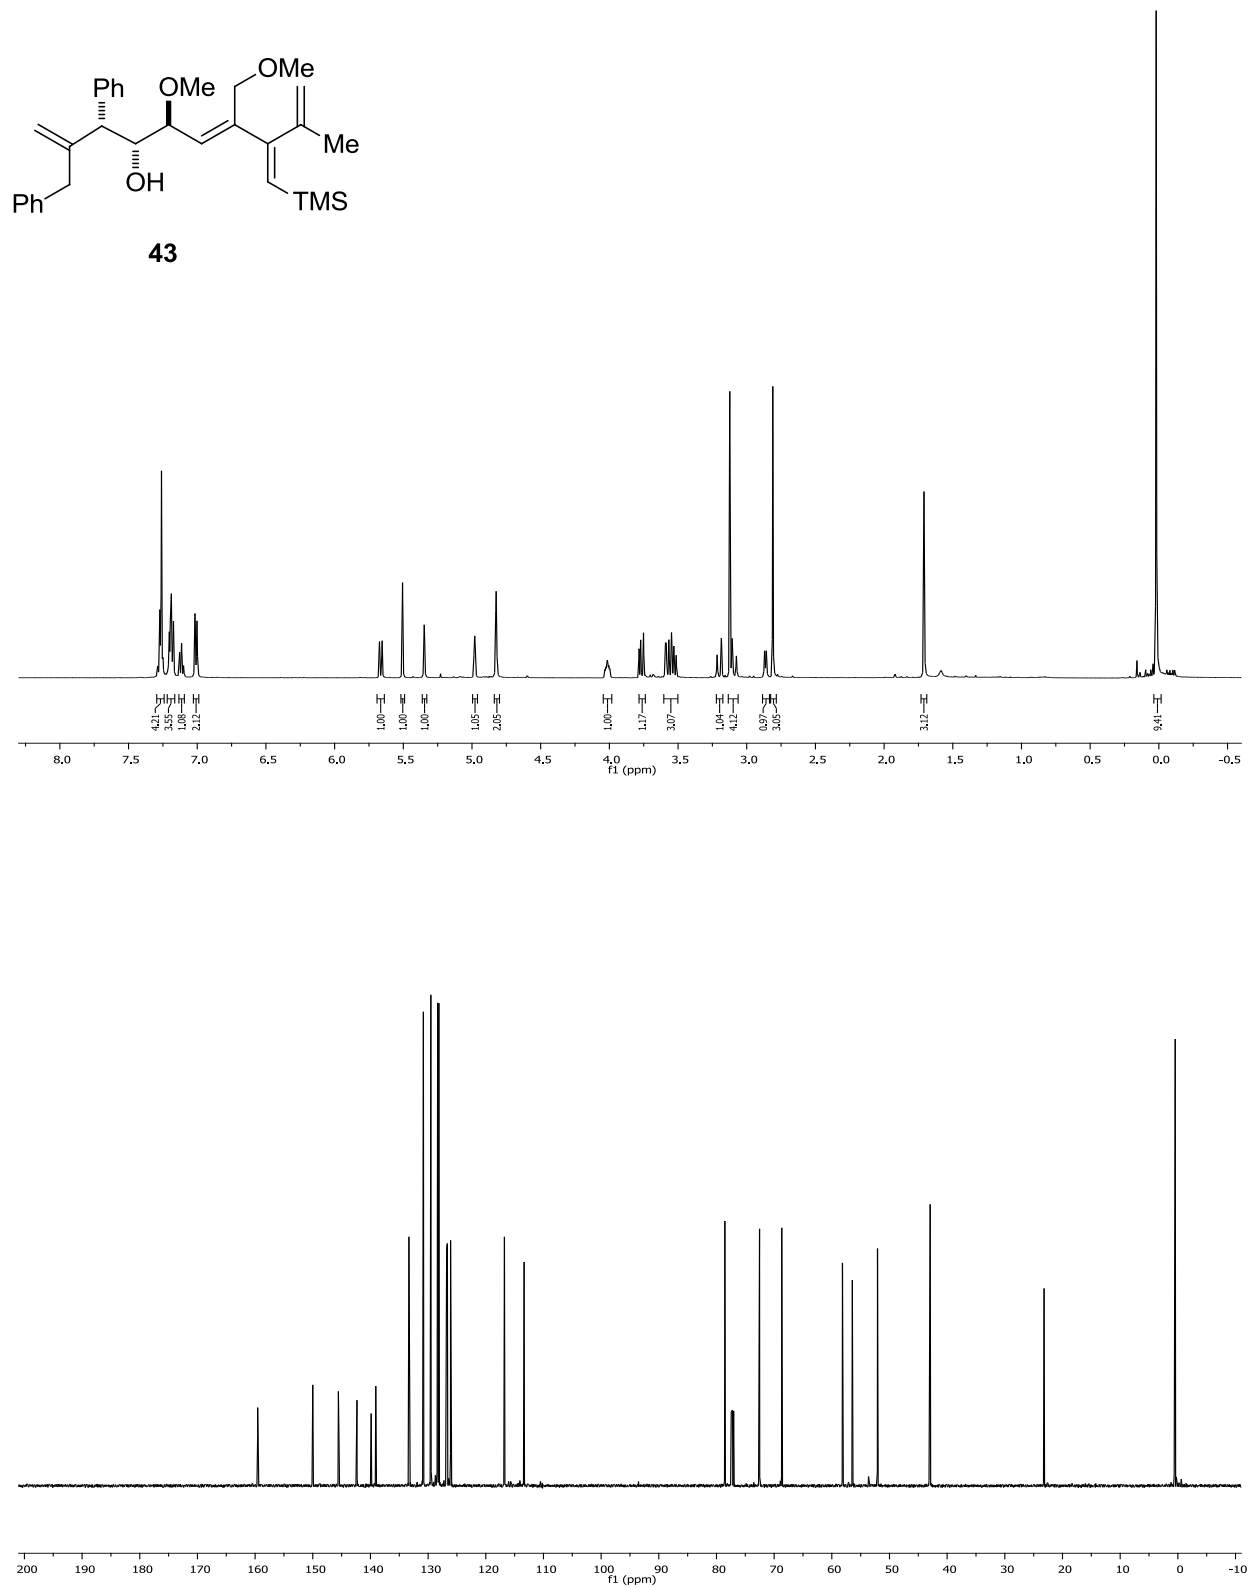 OMe
Ph OMe
Me
OH
Ph TMS
43
4.21 3.55 1.08 2.12 1.00 1.00 1.00 1.05 2.05 1.00 1.17 3.07 1.04 4.12 0.97 3.05 3.12 9.41
8.0 7.5 7.0 6.5 6.0 5.5 5.0 4.5 4.0 3.5 3.0 2.5 2.0 1.5 1.0 0.5 0.0 -0.5
f1 (ppm)
200 190 180 170 160 150 140 130 120 110 100 90 80 70 60 50 40 30 20 10 0 -10
f1 (ppm)